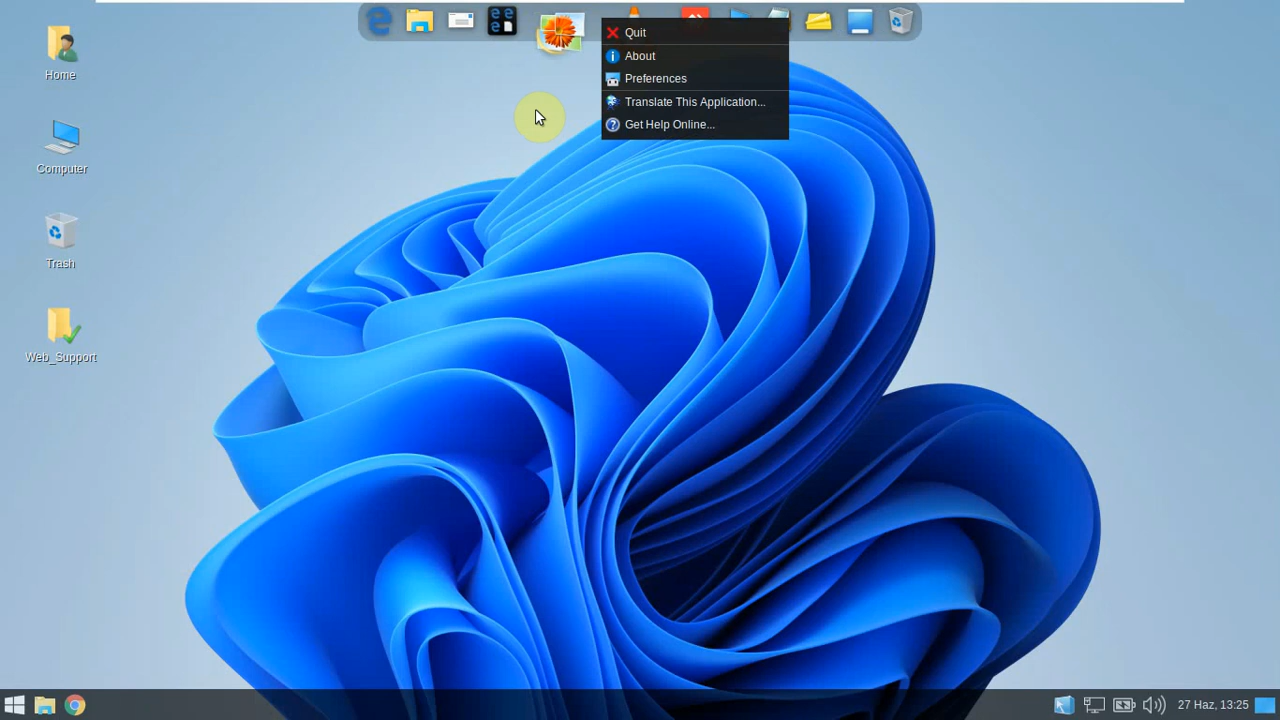 Quit
About
Preferences
Translate This Application...
Get Help Online...
Home
Computer
Trash
Web_Support
27 Haz, 13:25